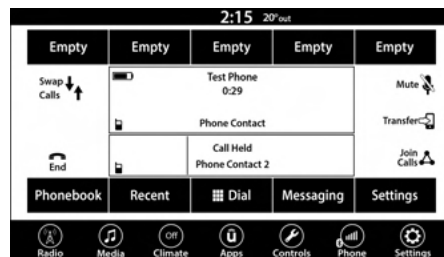 2:15 20°out
Empty Empty Empty Empty Empty
Swap
Calls
Test Phone
0:29
Phone Contact
Mute
Transfer
End
Call Held
Phone Contact 2
Join
Calls
Phonebook Recent Dial Messaging Settings
Off
Radio Media Climate Apps Controls Phone Settings